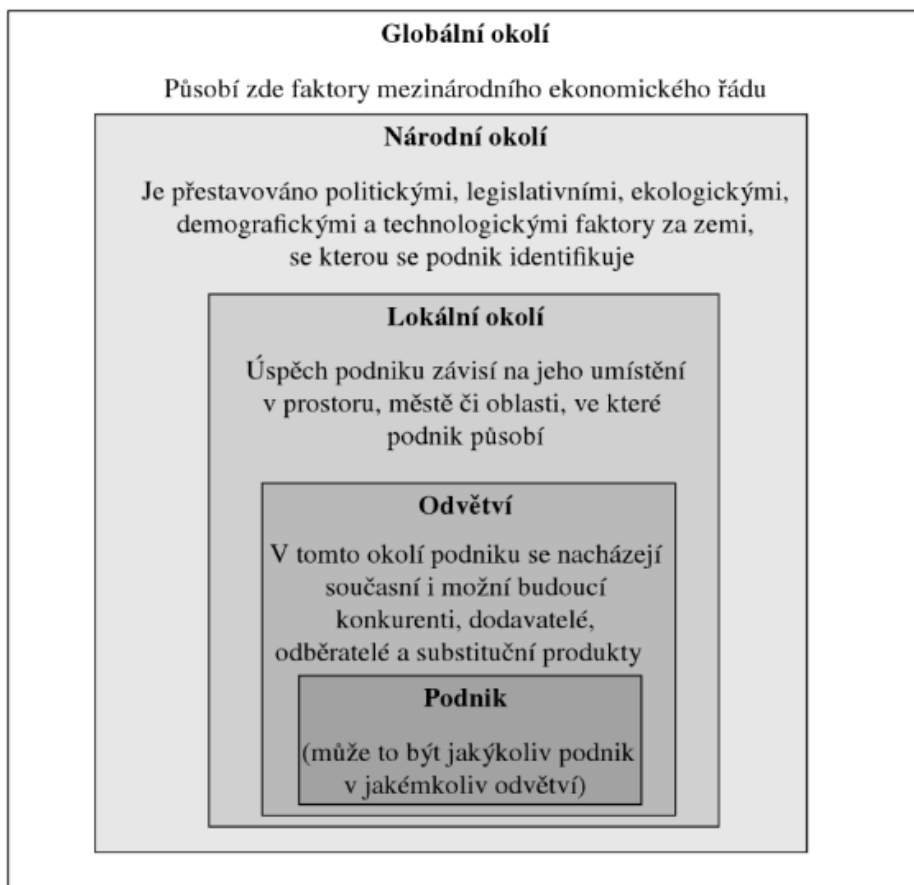 Globální okolí
Působí zde faktory mezinárodního ekonomického řádu
Národní okolí
Je přestavováno politickými, legislativními, ekologickými,
demografickými a technologickými faktory za zemi,
se kterou se podnik identifikuje
Lokální okolí
Úspěch podniku závisí na jeho umístění
v prostoru, městě či oblasti, ve které
podnik působí
Odvětví
V tomto okolí podniku se nacházejí
současní i možní budoucí
konkurenti, dodavatelé,
odběratelé a substituční produkty
Podnik
(může to být jakýkoliv podnik
v jakémkoliv odvětví)